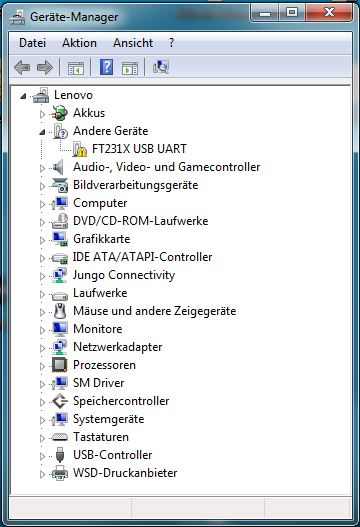 Geräte-Manager
Datei Aktion Ansicht ?
Lenovo
Akkus
Andere Geräte
FT231X USB UART
Audio-, Video- und Gamecontroller
Bildverarbeitungsgeräte
Computer
DVD/CD-ROM-Laufwerke
Grafikkarte
IDE ATA/ATAPI-Controller
Jungo Connectivity
Laufwerke
Mäuse und andere Zeigegeräte
Monitore
Netzwerkadapter
Prozessoren
SM Driver
Speichercontroller
Systemgeräte
Tastaturen
USB-Controller
WSD-Druckanbieter